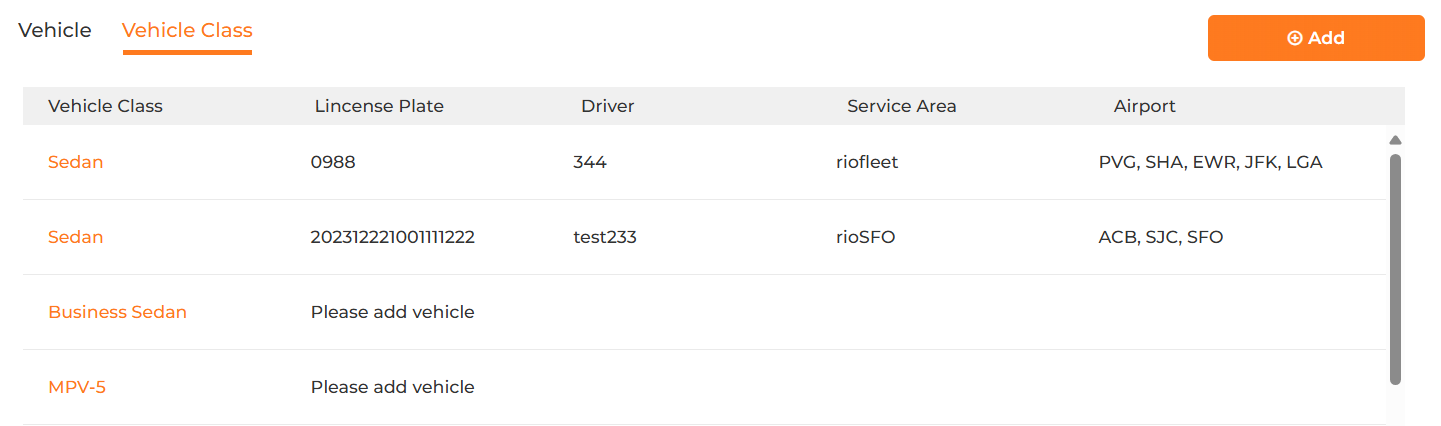 Vehicle Vehicle Class
Add
Vehicle Class Lincense Plate Driver Service Area Airport
Sedan 0988 344 riofleet PVG, SHA, EWR, JFK, LGA
Sedan 202312221001111222 test233 rioSFO ACB, SJC, SFO
Business Sedan Please add vehicle
MPV-5 Please add vehicle